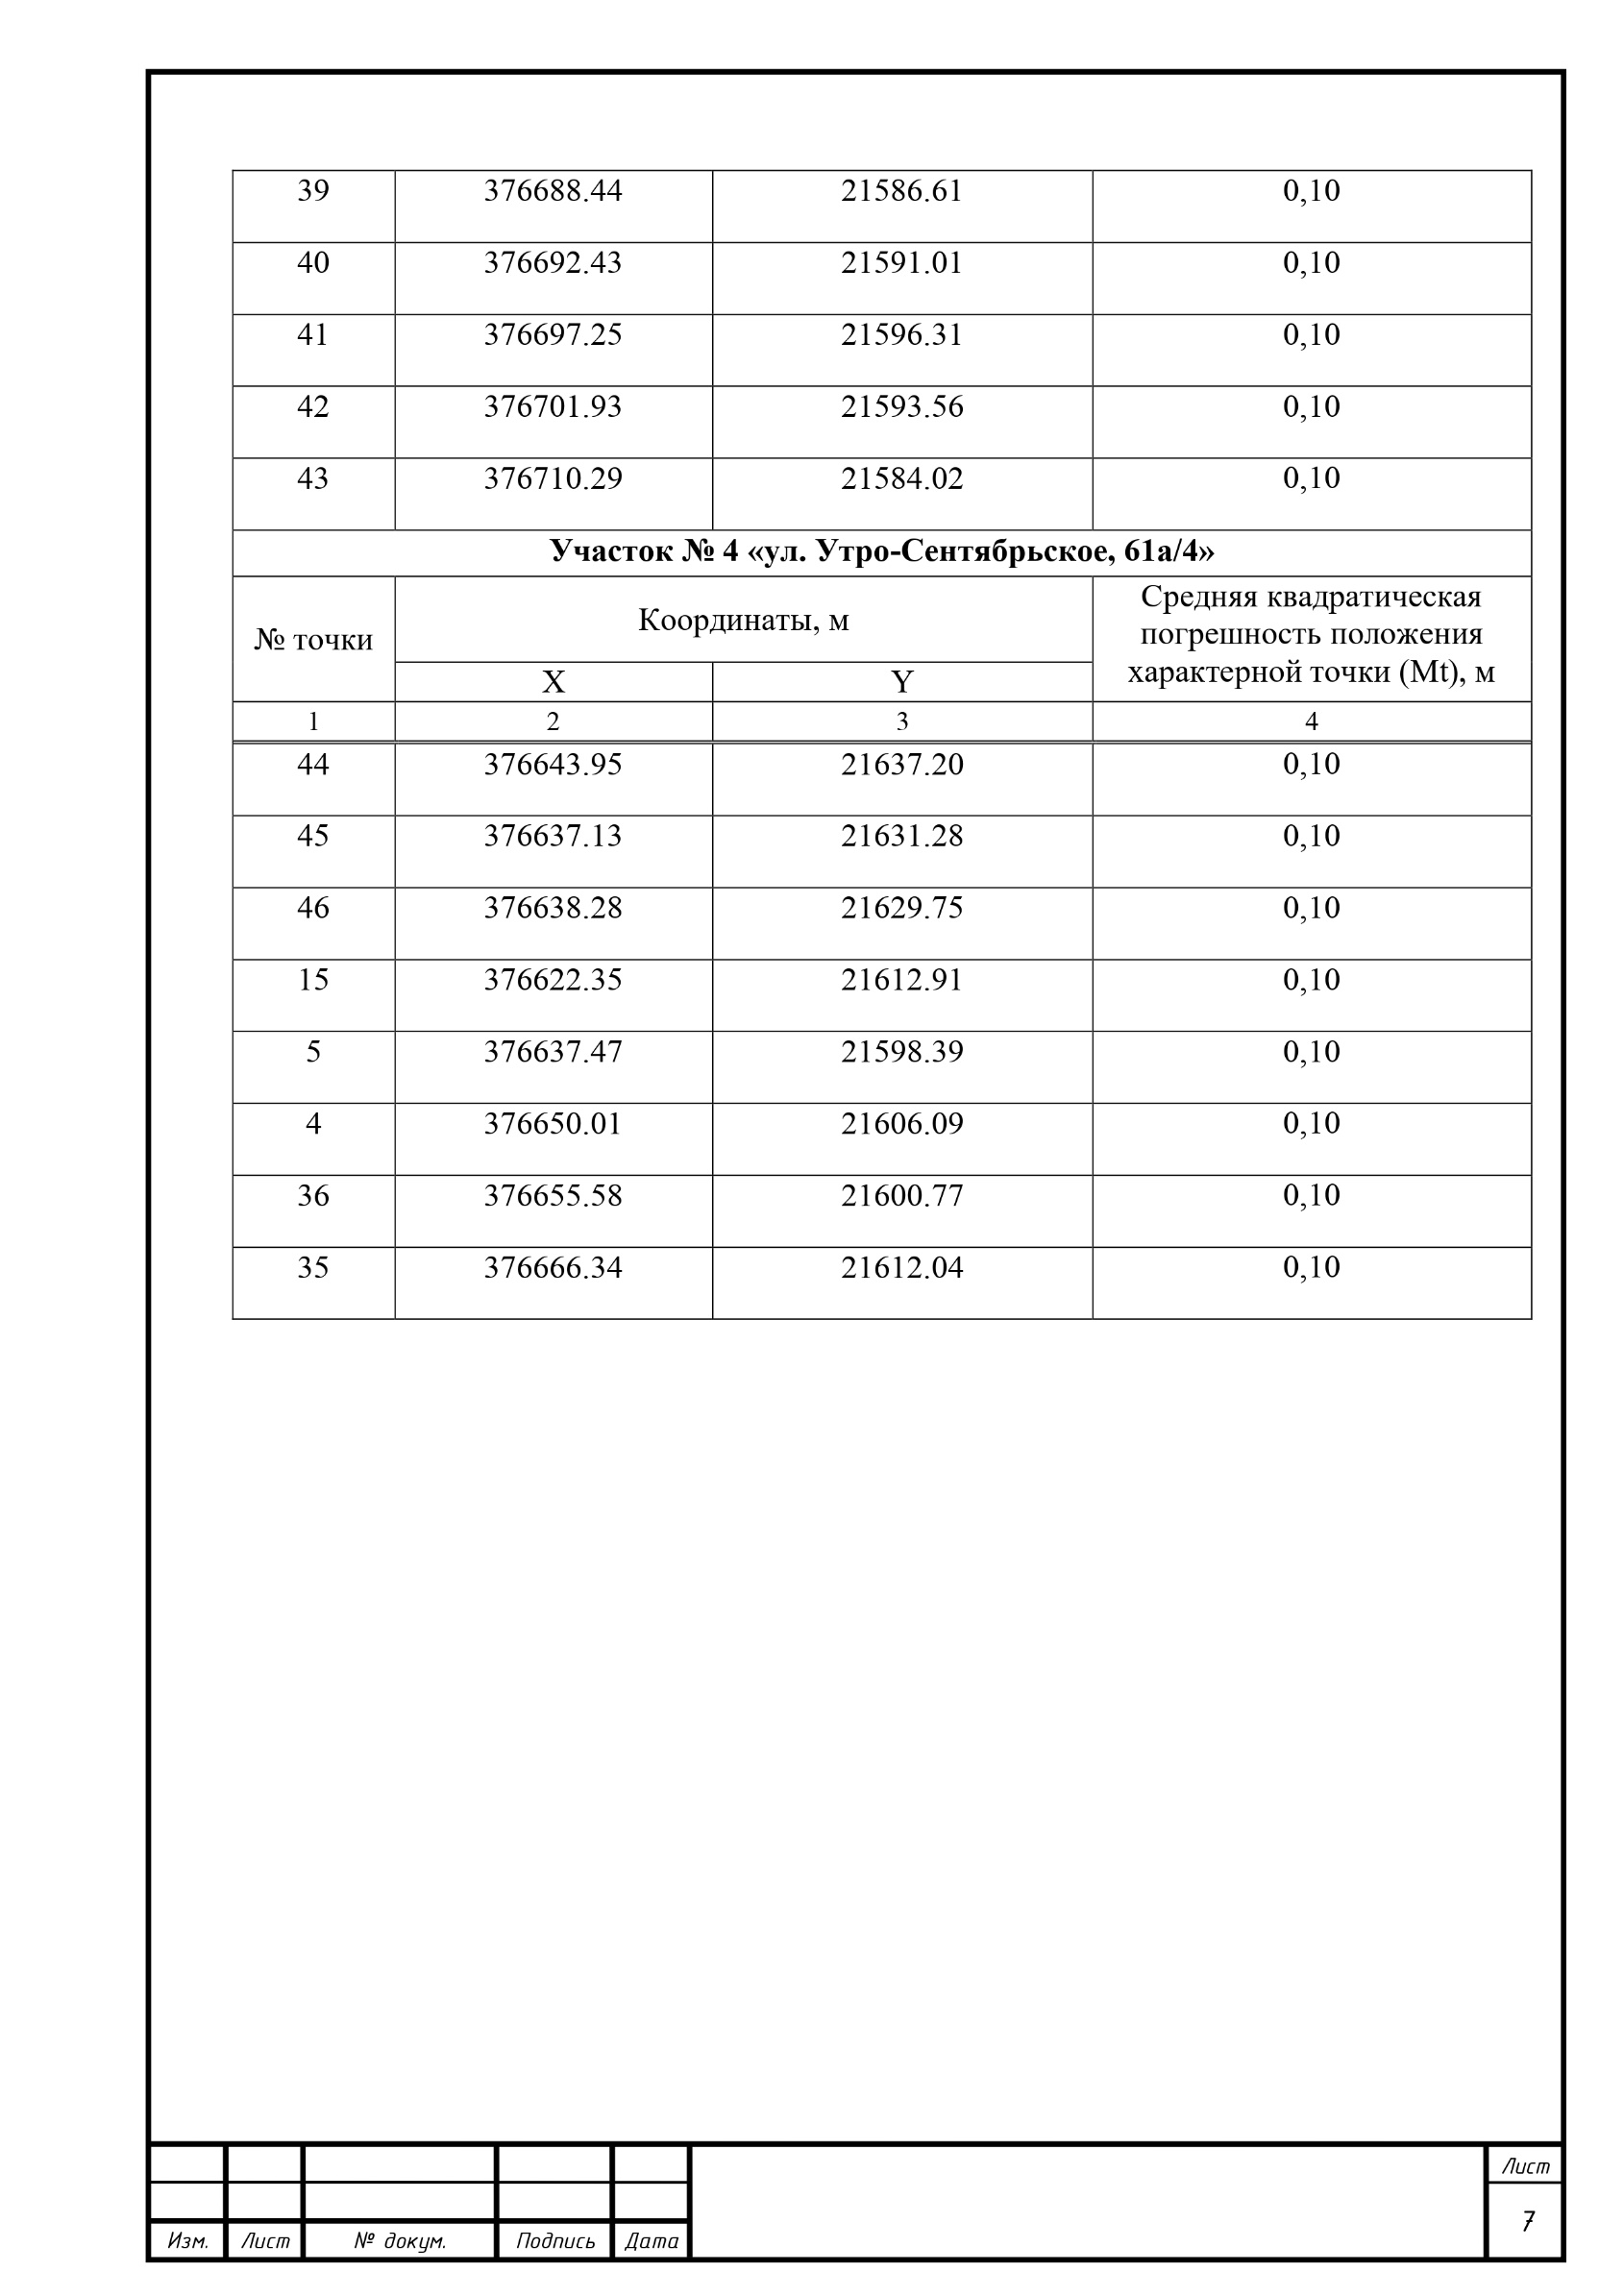 39 376688.44 21586.61 0,10
40 376692.43 21591.01 0,10
41 376697.25 21596.31 0,10
42 376701.93 21593.56 0,10
43 376710.29 21584.02 0,10
Участок № 4 «ул. Утро-Сентябрьское, 61а/4»
№ точки
Координаты, м
X Y
Средняя квадратическая
погрешность положения
характерной точки (Mt), м
1 2 3 4
44 376643.95 21637.20 0,10
45 376637.13 21631.28 0,10
46 376638.28 21629.75 0,10
15 376622.35 21612.91 0,10
5 376637.47 21598.39 0,10
4 376650.01 21606.09 0,10
36 376655.58 21600.77 0,10
35 376666.34 21612.04 0,10
Изм. Лист № докум. Подпись Дата
Лист
7